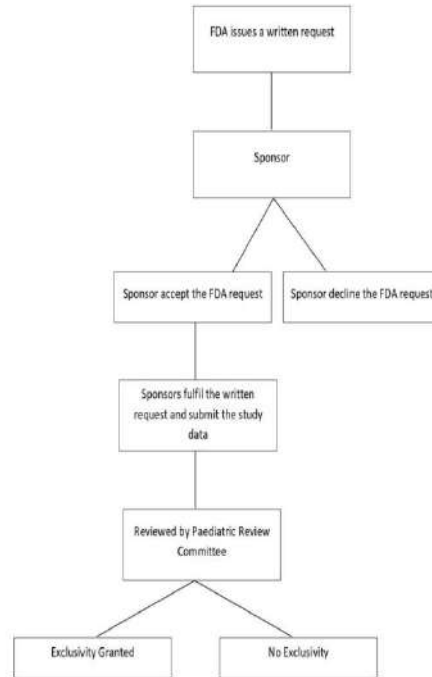 FDA issues a written request
Sponsor
Sponsor accept the FDA request
Sponsor decline the FDA request
Sponsors fulfil the written
request and submit the study
data
Reviewed by Paediatric Review
Committee
Exclusivity Granted
No Exclusivity